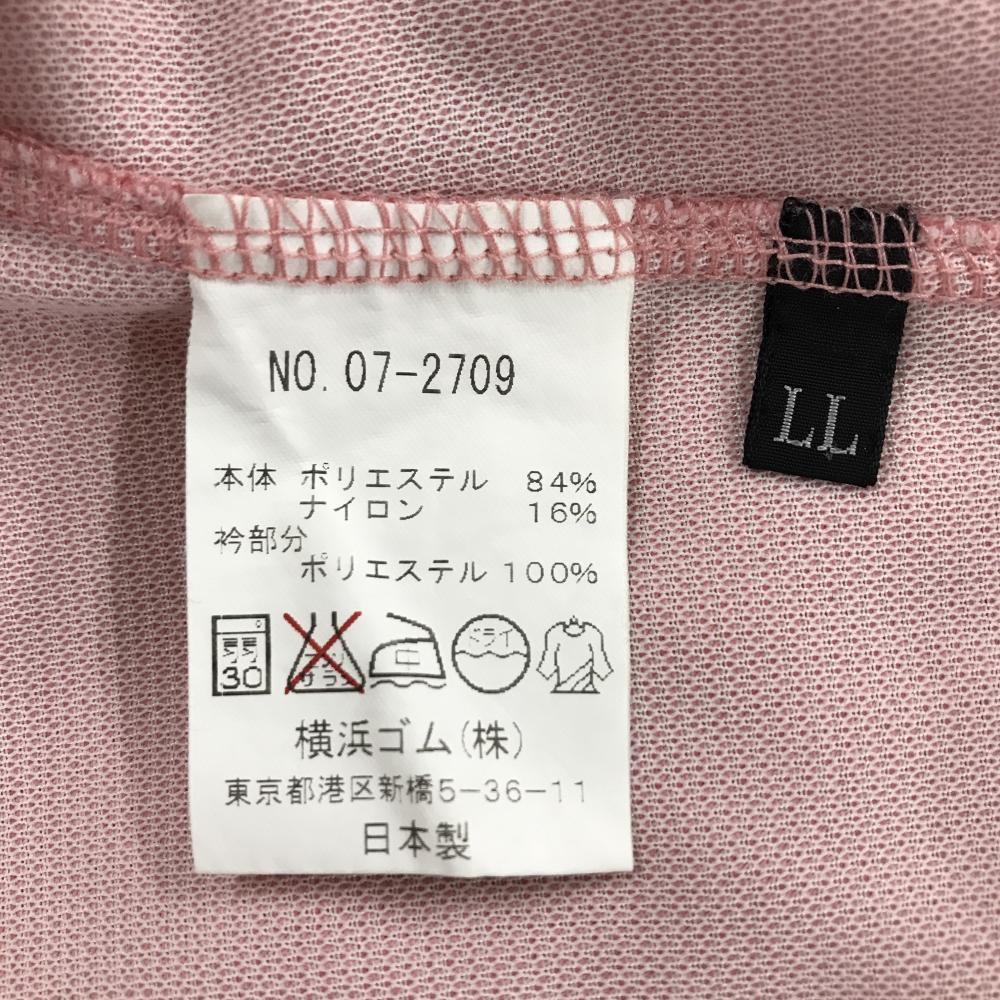 NO. 07-2709
本体 ポリエステル 84%
ナイロン 16%
衿部分
ポリエステル 100%
30
中
ドライ
横浜ゴム(株)
東京都港区新橋5-36-11
日本製
LL